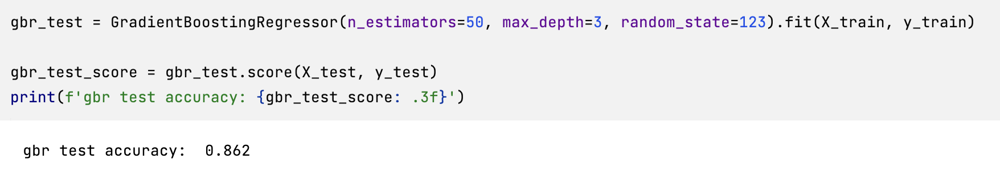 gbr_test = GradientBoostingRegressor(n_estimators=50, max_depth=3, random_state=123).fit(X_train, y_train)
gbr_test_score = gbr_test.score(X_test, y_test)
print(f'gbr test accuracy: {gbr_test_score: .3f}')
gbr test accuracy:  0.862